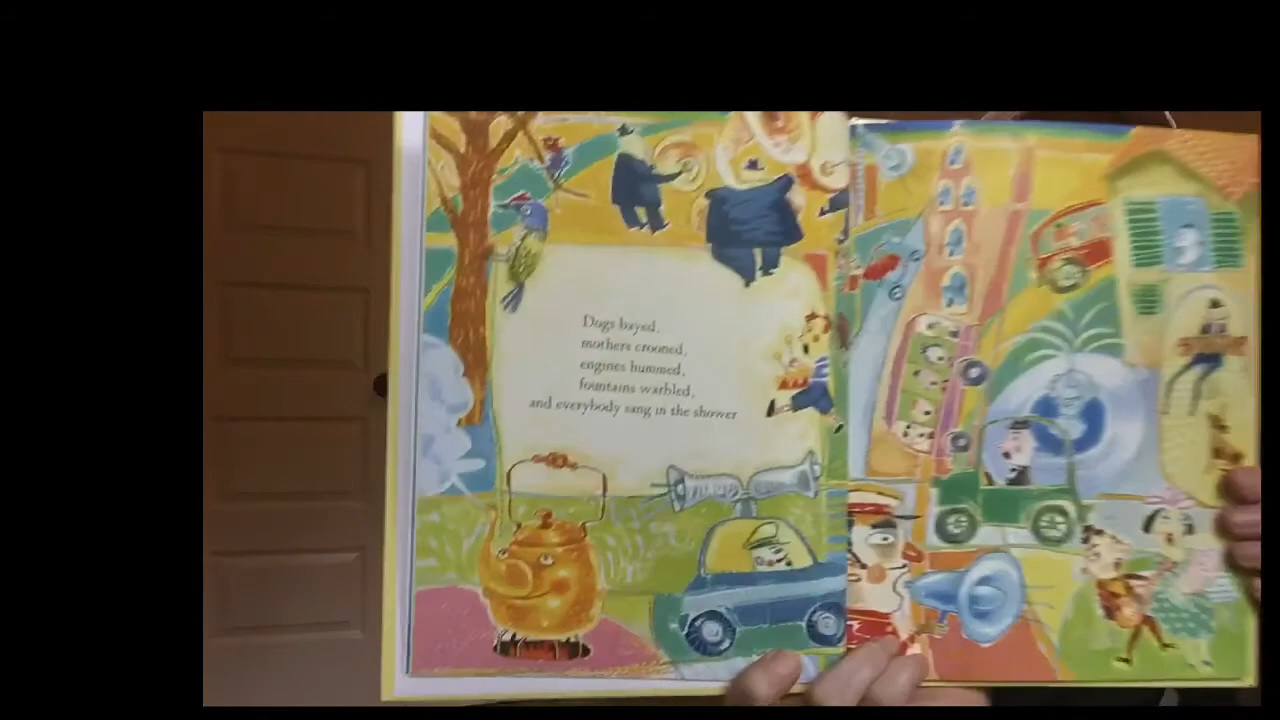 Dogs bayed,
mothers crooned,
engines hummed,
fountains warbled,
and everybody sang in the shower